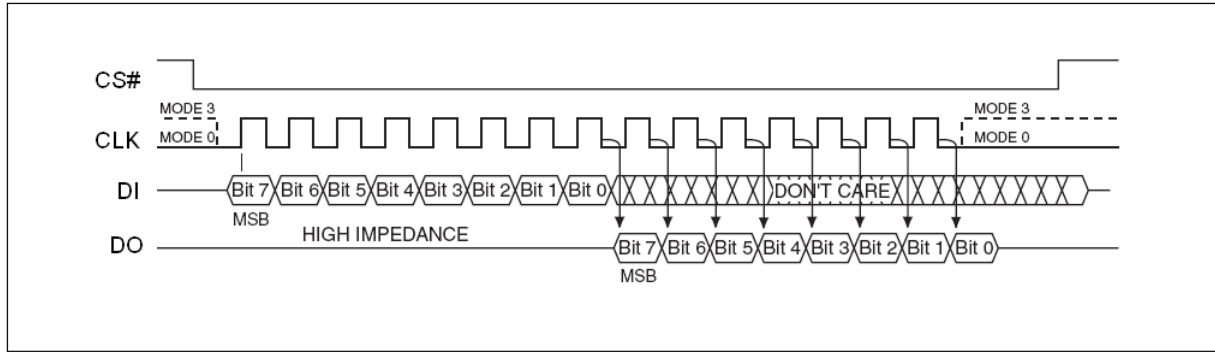 CS#
MODE 3 MODE 3
CLK MODE 0 MODE 0
DI Bit 7 Bit 6 Bit 5 Bit 4 Bit 3 Bit 2 Bit 1 Bit 0 DON'T CARE
MSB
DO HIGH IMPEDANCE Bit 7 Bit 6 Bit 5 Bit 4 Bit 3 Bit 2 Bit 1 Bit 0
MSB